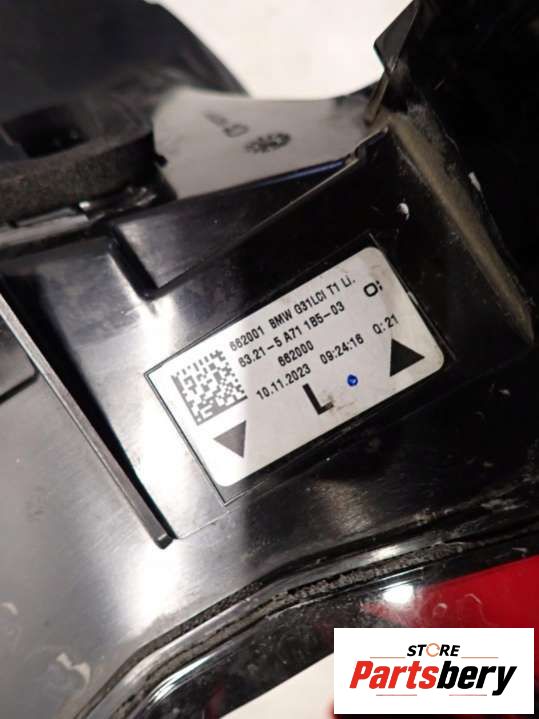 662001 BMW G31LCI T1 Li.
63.21-5 A71 1B5-03
662000
10.11.2023 09:24:16 Q:21
L
STORE
Partsbery